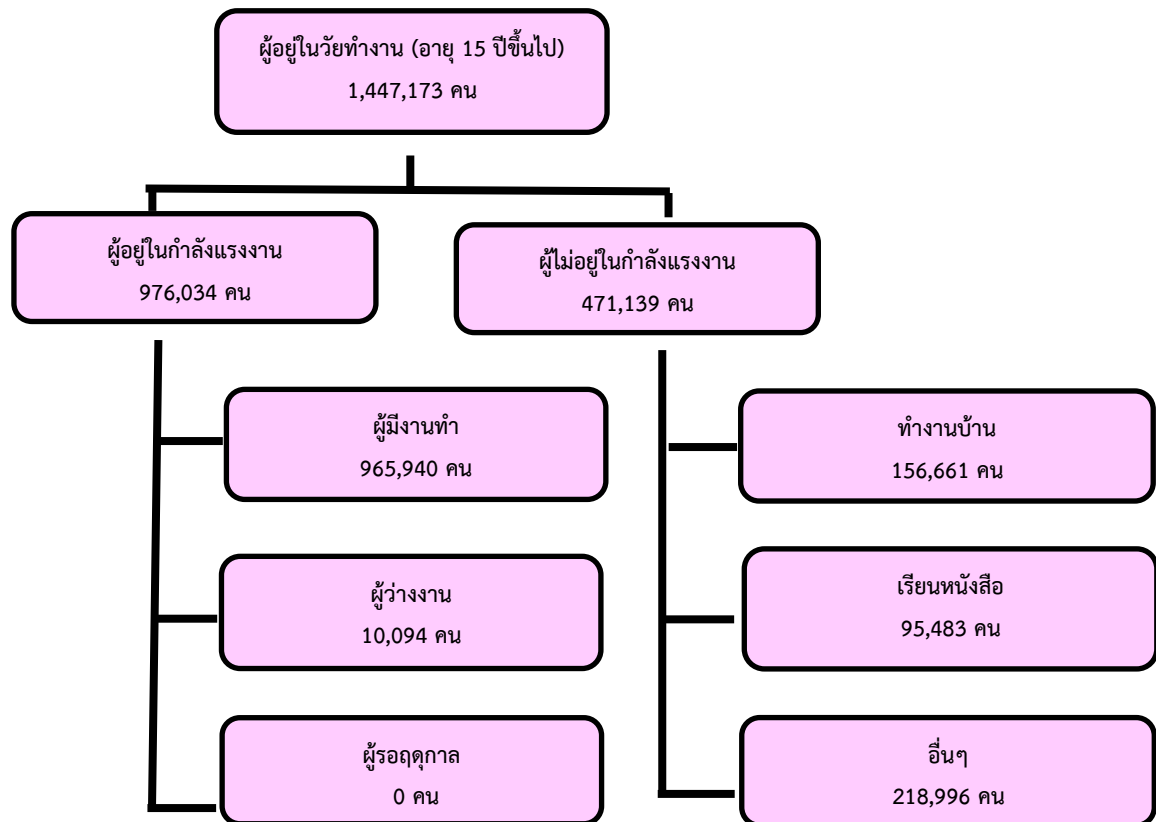 ผู้อยู่ในวัยทำงาน (อายุ 15 ปีขึ้นไป)
1,447,173 คน
ผู้อยู่ในกำลังแรงงาน
976,034 คน
ผู้ไม่อยู่ในกำลังแรงงาน
471,139 คน
ผู้มีงานทำ
965,940 คน
ทำงานบ้าน
156,661 คน
ผู้ว่างงาน
10,094 คน
เรียนหนังสือ
95,483 คน
ผู้รอฤดูกาล
0 คน
อื่นๆ
218,996 คน